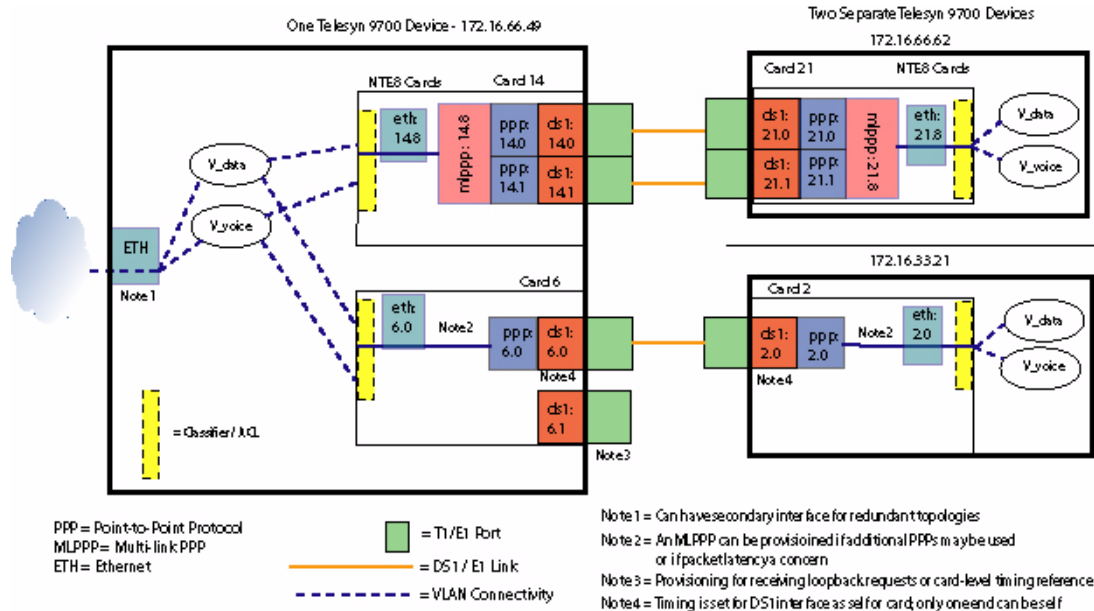 One Telesyn 9700 Device - 172.16.66.49
Two Separate Telesyn 9700 Devices
172.16.66.62
NTE8 Cards
Card 14
eth:
14.8
mlppp: 14.8
ppp:
14.0
ds1:
14.0
ppp:
14.1
ds1:
14.1
Card 21
NTE8 Cards
ds1:
21.0
ppp:
21.0
ds1:
21.1
ppp:
21.1
mlppp: 21.8
eth:
21.8
V_data
V_voice
V_data
V_voice
ETH
Note1
172.16.33.21
Card 6
eth:
6.0
Note2
ppp:
6.0
ds1:
6.0
Note4
ds1:
6.1
Note3
Card 2
ds1:
2.0
Note4
ppp:
2.0
Note2
eth:
2.0
V_data
V_voice
= Classifier / ACL
PPP = Point-to-Point Protocol
MLPPP = Multi-link PPP
ETH = Ethernet
= T1/E1 Port
= DS1 / E1 Link
= VLAN Connectivity
Note 1 = Can have secondary interface for redundant topologies
Note 2 = An MLPPP can be provisioined if additional PPPs may be used
or if packet latency a concern
Note 3 = Provisioning for receiving loopback requests or card-level timing reference
Note 4 = Timing is set for DS1 interface as self or card; only one end can be self